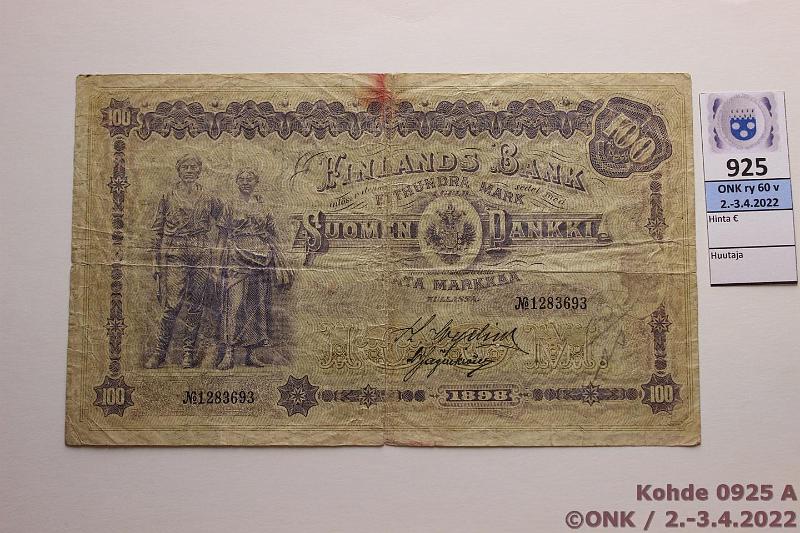 100
100
FINLANDS BANK
ETTHUNDRA MARK
SUOMEN PANKKI.
MARKKAA
KULLASSA.
№1283693
№1283693
100
1898
100
925
ONK ry 60 v
2.-3.4.2022
Hinta €
Huutaja
Kohde 0925 A
©ONK / 2.-3.4.2022